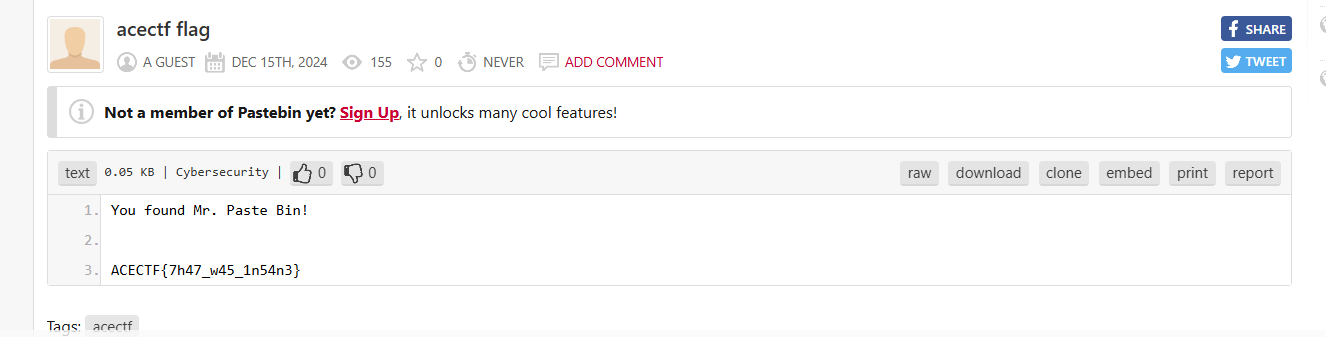 acectf flag
SHARE
A GUEST DEC 15TH, 2024 155 0 NEVER ADD COMMENT
TWEET
Not a member of Pastebin yet? Sign Up, it unlocks many cool features!
text 0.05 KB | Cybersecurity | 0 0 raw download clone embed print report
1. You found Mr. Paste Bin!
2.
3. ACECTF{7h47_w45_1n54n3}
Tags: acectf